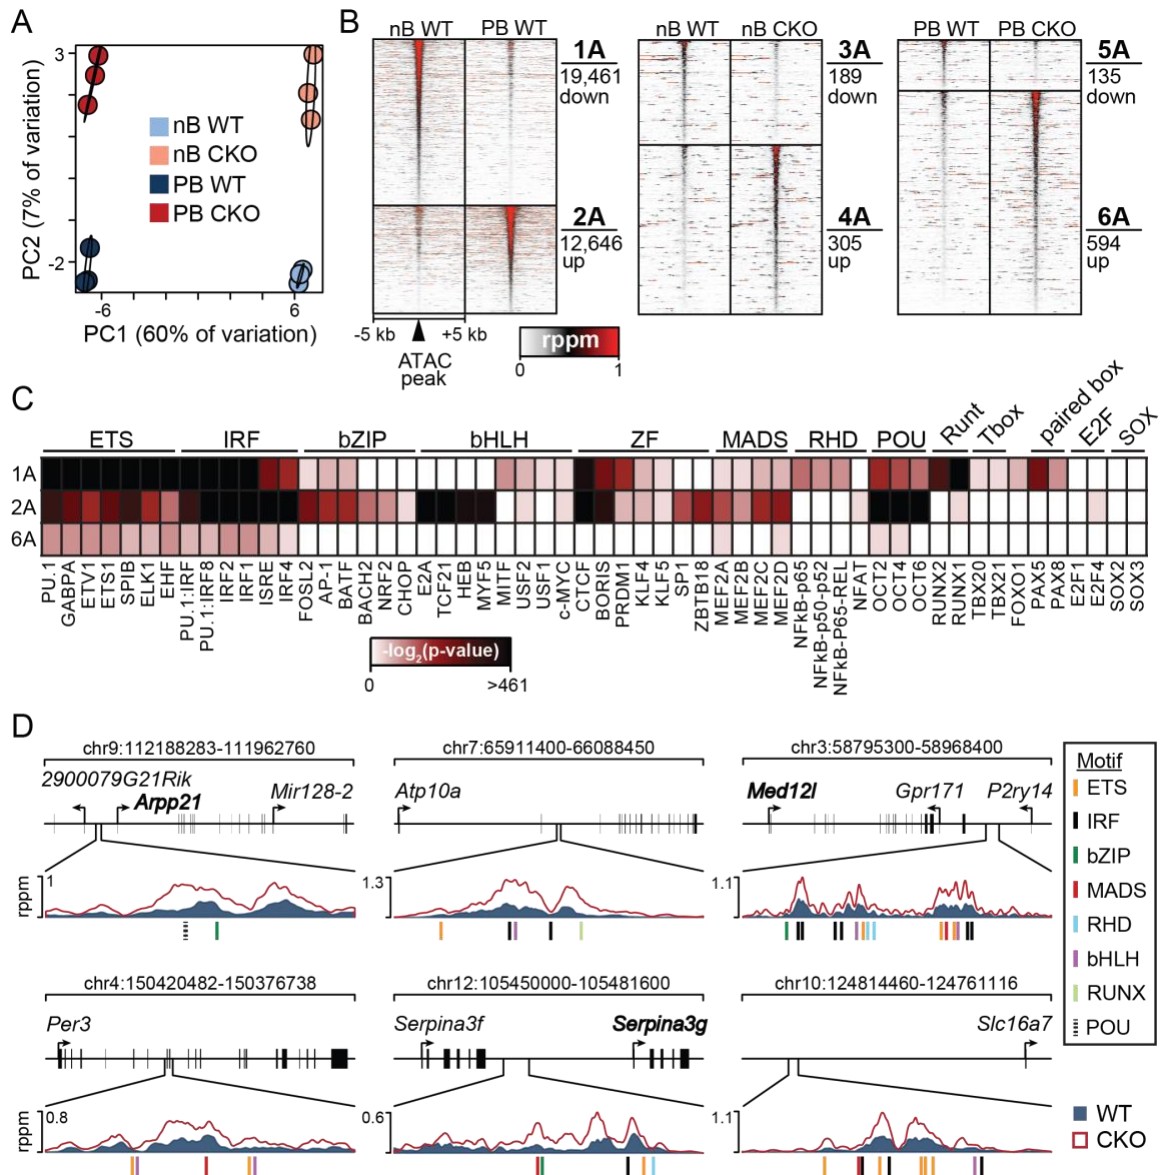 A
3
-2
PC2 (7% of variation)
nB WT
nB CKO
PB WT
PB CKO
-6
6
PC1 (60% of variation)
B
nB WT
PB WT
1A
19,461
down
2A
12,646
up
-5 kb
+5 kb
ATAC
peak
rppm
0
1
nB WT
nB CKO
3A
189
down
4A
305
up
PB WT
PB CKO
5A
135
down
6A
594
up
C
ETS
IRF
bZIP
bHLH
ZF
MADS
RHD
POU
Runt
Tbox
paired box
E2F
SOX
1A
2A
6A
PU.1
GABPA
ETV1
ETS1
SPIB
ELK1
EHF
PU.1:IRF
PU.1:IRF8
IRF2
IRF1
ISRE
IRF4
FOSL2
AP-1
BATF
BACH2
NRF2
CHOP
E2A
TCF21
HEB
MYF5
MITF
USF2
USF1
c-MYC
CTCF
BORIS
PRDM1
KLF4
KLF5
SP1
ZBTB18
MEF2A
MEF2B
MEF2C
MEF2D
NFkB-p65
NFkB-p50-p52
NFkB-P65-REL
NFAT
OCT2
OCT4
OCT6
RUNX2
RUNX1
TBX20
TBX21
FOXO1
PAX5
PAX8
E2F1
E2F4
SOX2
SOX3
-log2(p-value)
0
>461
D
chr9:112188283-111962760
2900079G21Rik
Arpp21
Mir128-2
rppm
1
chr7:65911400-66088450
Atp10a
1.3
chr3:58795300-58968400
Med12l
Gpr171
P2ry14
1.1
chr4:150420482-150376738
Per3
rppm
0.8
chr12:105450000-105481600
Serpina3f
Serpina3g
0.6
chr10:124814460-124761116
Slc16a7
1.1
Motif
ETS
IRF
bZIP
MADS
RHD
bHLH
RUNX
POU
WT
CKO